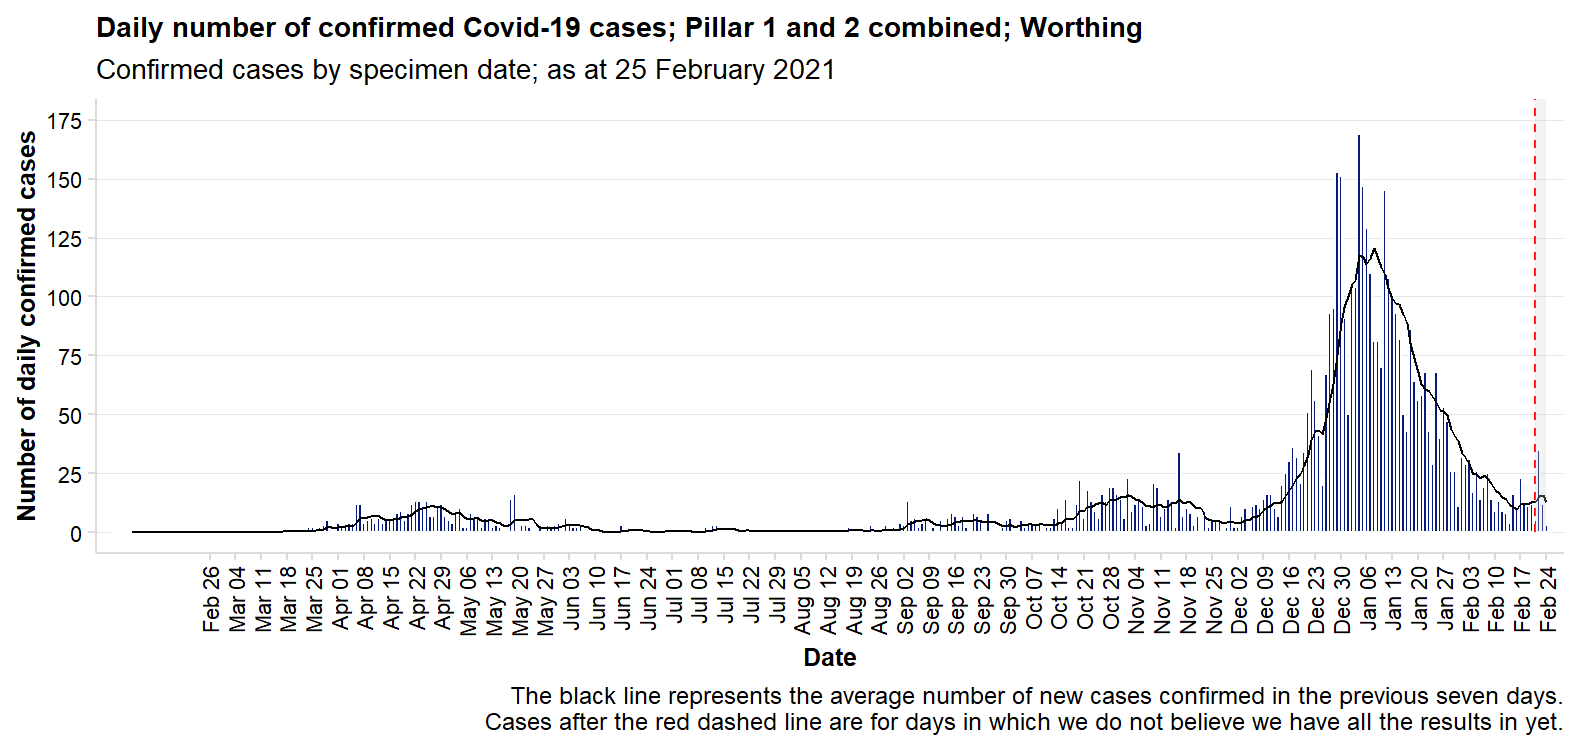 Daily number of confirmed Covid-19 cases; Pillar 1 and 2 combined; Worthing
Confirmed cases by specimen date; as at 25 February 2021
Number of daily confirmed cases
175
150
125
100
75
50
25
0
Feb 26
Mar 04
Mar 11
Mar 18
Mar 25
Apr 01
Apr 08
Apr 15
Apr 22
Apr 29
May 06
May 13
May 20
May 27
Jun 03
Jun 10
Jun 17
Jun 24
Jul 01
Jul 08
Jul 15
Jul 22
Jul 29
Aug 05
Aug 12
Aug 19
Aug 26
Sep 02
Sep 09
Sep 16
Sep 23
Sep 30
Oct 07
Oct 14
Oct 21
Oct 28
Nov 04
Nov 11
Nov 18
Nov 25
Dec 02
Dec 09
Dec 16
Dec 23
Dec 30
Jan 06
Jan 13
Jan 20
Jan 27
Feb 03
Feb 10
Feb 17
Feb 24
Date
The black line represents the average number of new cases confirmed in the previous seven days.
Cases after the red dashed line are for days in which we do not believe we have all the results in yet.